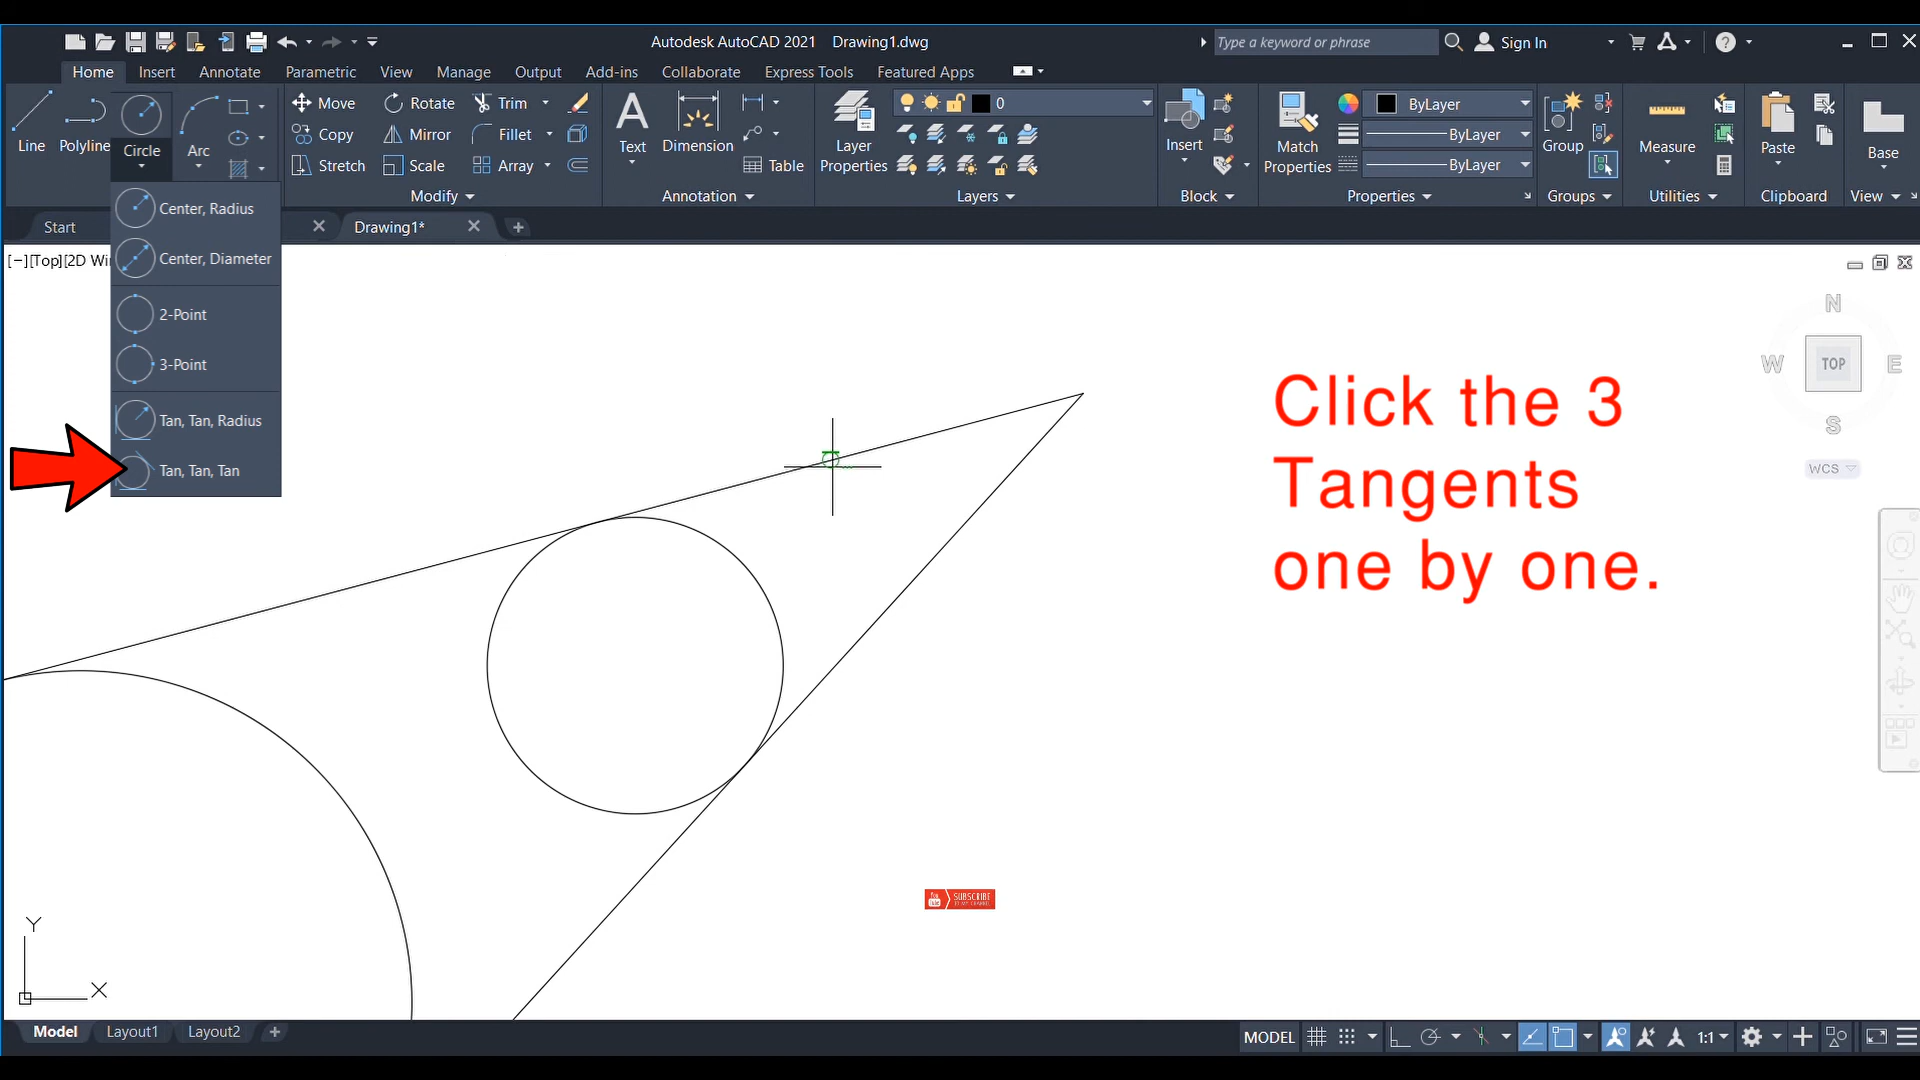 Autodesk AutoCAD 2021 Drawing1.dwg
Type a keyword or phrase
Sign In
Home Insert Annotate Parametric View Manage Output Add-ins Collaborate Express Tools Featured Apps
Line
Polyline
Circle
Arc
Move
Rotate
Trim
Copy
Mirror
Fillet
Stretch
Scale
Array
Modify
Text
Dimension
Table
Annotation
Layer
Properties
0
Layers
Insert
Block
Match
Properties
ByLayer
ByLayer
ByLayer
Properties
Group
Groups
Measure
Utilities
Paste
Clipboard
Base
View
Start
Drawing1*
[−][Top][2D Wi
Center, Radius
Center, Diameter
2-Point
3-Point
Tan, Tan, Radius
Tan, Tan, Tan
Click the 3
Tangents
one by one.
N
W
TOP
E
S
WCS
SUBSCRIBE
Y
X
Model Layout1 Layout2
MODEL
1:1